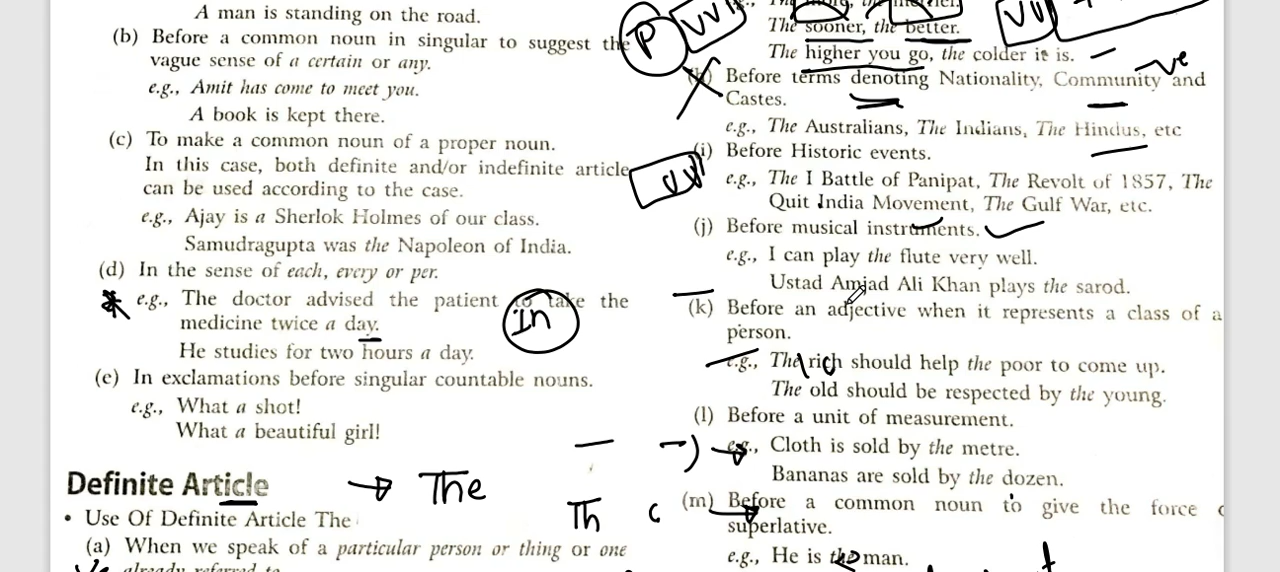 A man is standing on the road.
(b) Before a common noun in singular to suggest the
vague sense of a certain or any.
e.g., Amit has come to meet you.
A book is kept there.
(c) To make a common noun of a proper noun.
In this case, both definite and/or indefinite article
can be used according to the case.
e.g., Ajay is a Sherlok Holmes of our class.
Samudragupta was the Napoleon of India.
(d) In the sense of each, every or per.
e.g., The doctor advised the patient to take the
medicine twice a day.
He studies for two hours a day.
In
(e) In exclamations before singular countable nouns.
e.g., What a shot!
What a beautiful girl!
Definite Article → The
• Use Of Definite Article The
(a) When we speak of a particular person or thing or one
already referred to
Th
P
The sooner, the better.
The higher you go, the colder it is.
-ve
Before terms denoting Nationality, Community and
Castes.
e.g., The Australians, The Indians, The Hindus, etc
(i) Before Historic events.
e.g., The I Battle of Panipat, The Revolt of 1857, The
Quit India Movement, The Gulf War, etc.
(j) Before musical instruments.
e.g., I can play the flute very well.
Ustad Amjad Ali Khan plays the sarod.
(k) Before an adjective when it represents a class of a
person.
e.g., The rich should help the poor to come up.
The old should be respected by the young.
(l) Before a unit of measurement.
e.g., Cloth is sold by the metre.
Bananas are sold by the dozen.
(m) Before a common noun to give the force
superlative.
e.g., He is the man.